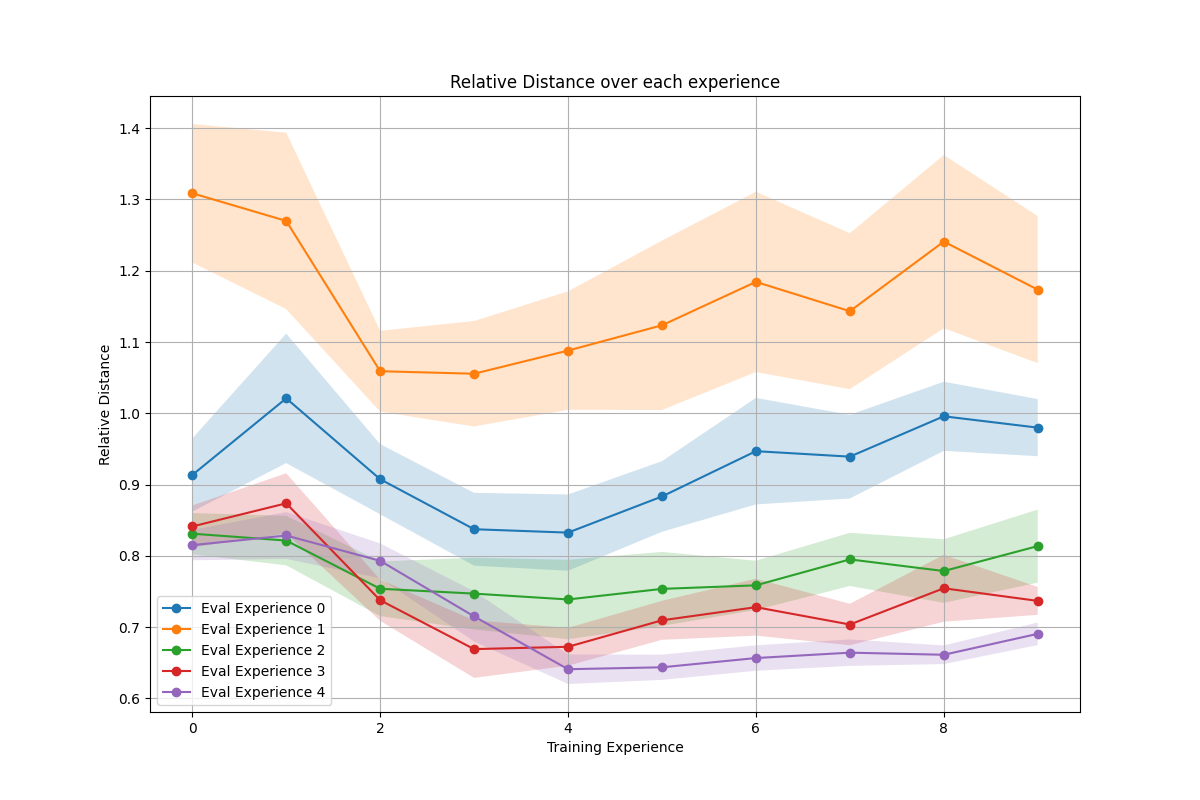 Relative Distance over each experience
Relative Distance
1.4
1.3
1.2
1.1
1.0
0.9
0.8
0.7
0.6
Eval Experience 0
Eval Experience 1
Eval Experience 2
Eval Experience 3
Eval Experience 4
0 2 4 6 8
Training Experience